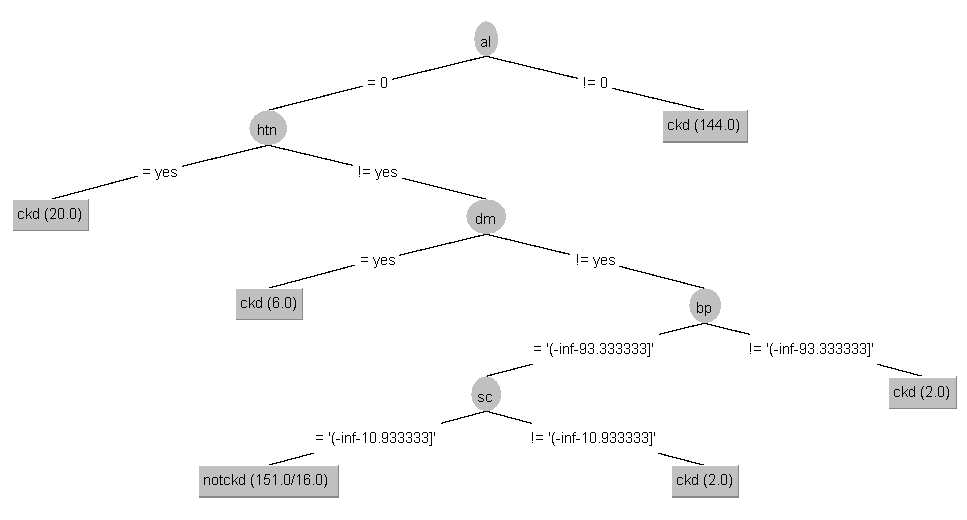 al
= 0
!= 0
htn
ckd (144.0)
= yes
!= yes
ckd (20.0)
dm
= yes
!= yes
ckd (6.0)
bp
= '(-inf-93.333333]'
!= '(-inf-93.333333]'
sc
ckd (2.0)
= '(-inf-10.933333]'
!= '(-inf-10.933333]'
notckd (151.0/16.0)
ckd (2.0)